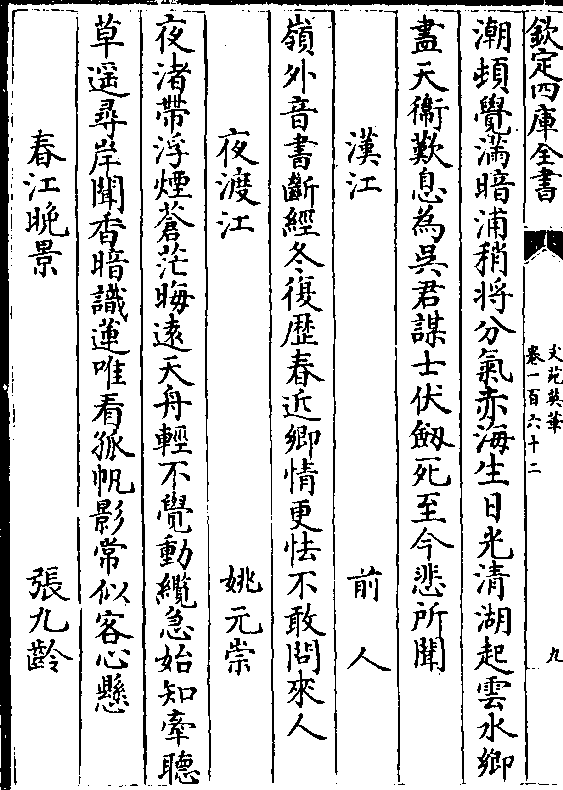 欽定四庫全書
文苑英華
卷一百六十二
九
潮頓覺滿暗浦稍將分氣赤海生日光清湖起雲水鄉
盡天衞歎息為吳君謀士伏劔死至今悲所聞
漢江 前人
嶺外音書斷經冬復歴春近鄉情更怯不敢問來人
夜渡江 姚元崇
夜渚帶浮煙蒼茫晦遠天舟輕不覺動纜急始知牽聽
草遥尋岸聞香暗識蓮唯看孤帆影常似客心懸
春江晚景 張九齡